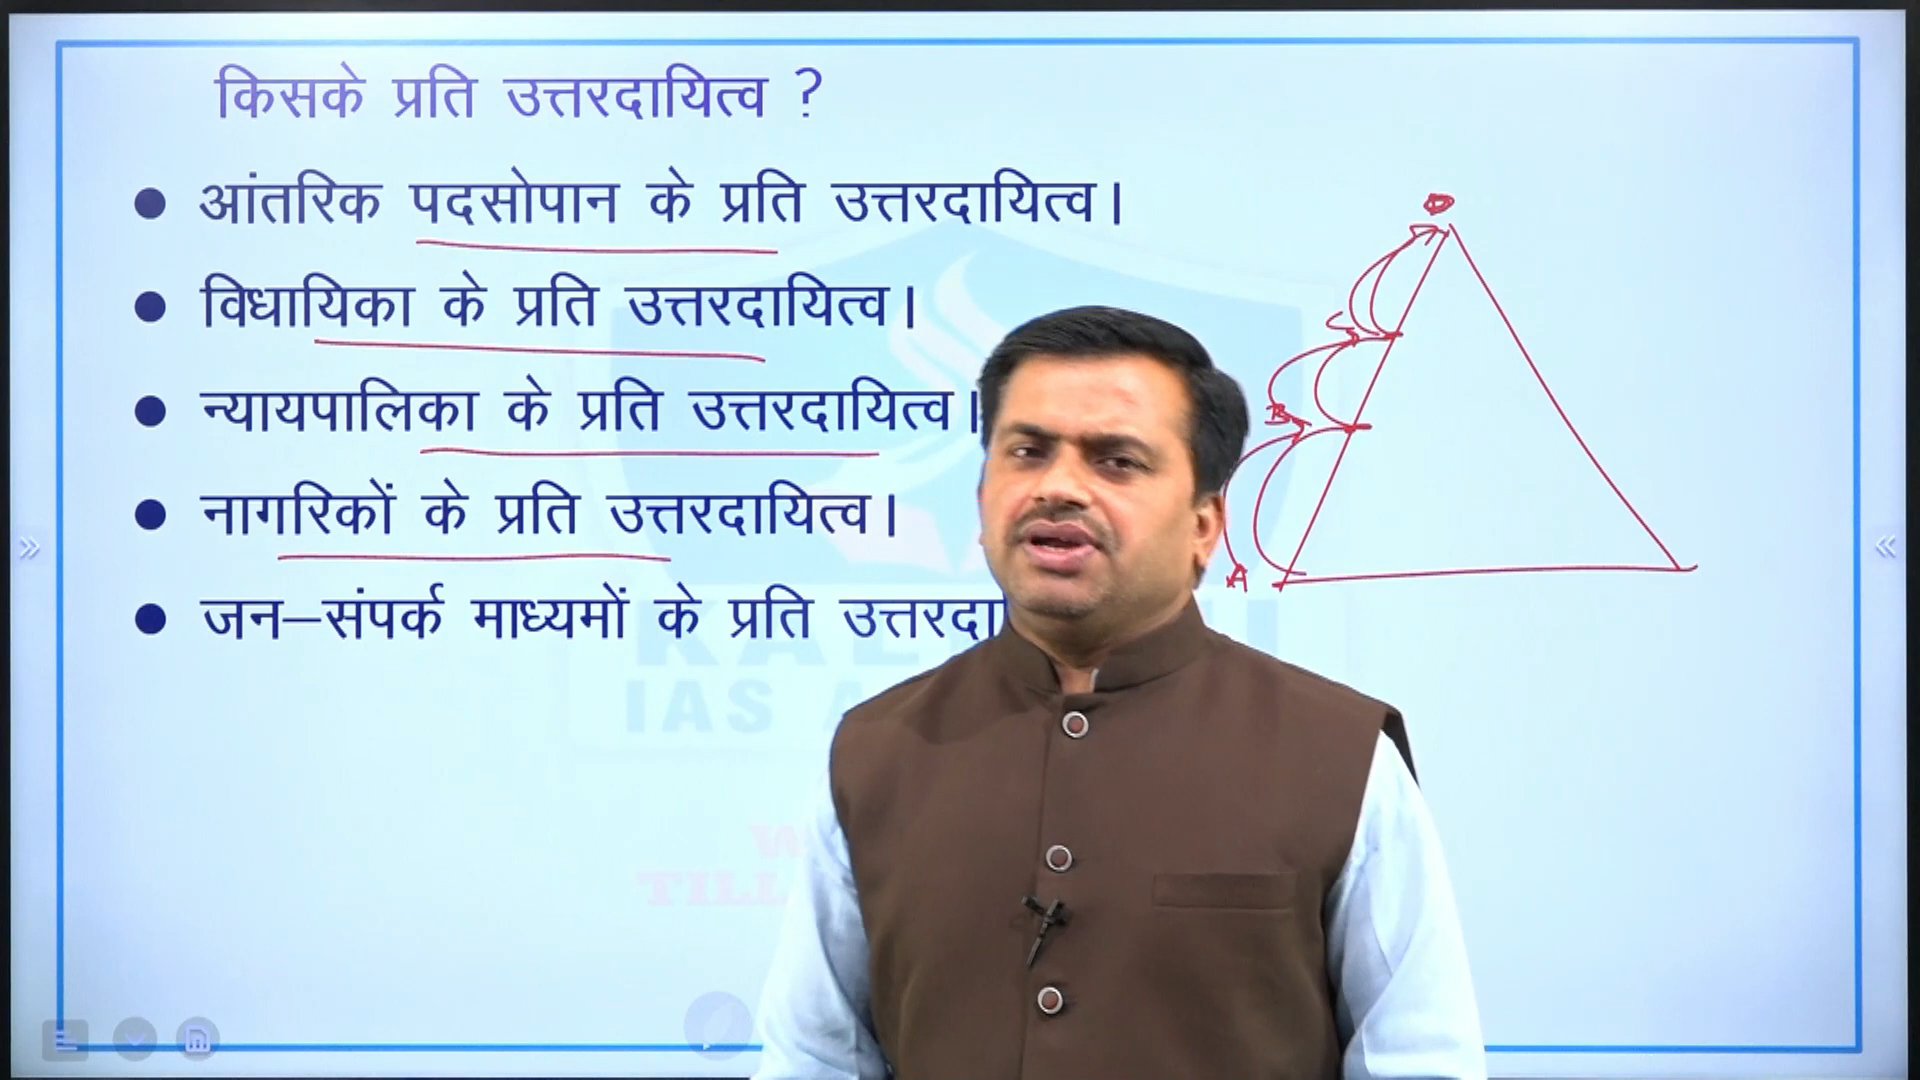 किसके प्रति उत्तरदायित्व ?
● आंतरिक पदसोपान के प्रति उत्तरदायित्व।
● विधायिका के प्रति उत्तरदायित्व।
● न्यायपालिका के प्रति उत्तरदायित्व।
● नागरिकों के प्रति उत्तरदायित्व।
● जन–संपर्क माध्यमों के प्रति
D
C
B
A
IAS